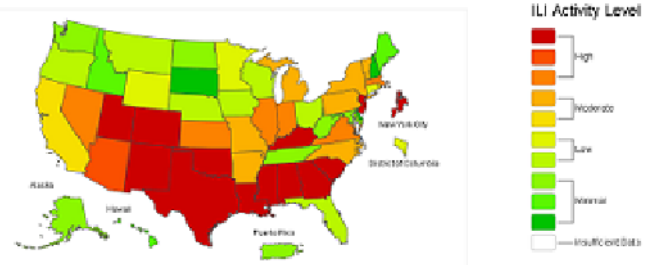 ILI Activity Level
High
Moderate
Low
Minimal
Insufficient Data
New York City
District of Columbia
Alaska
Hawaii
Puerto Rico